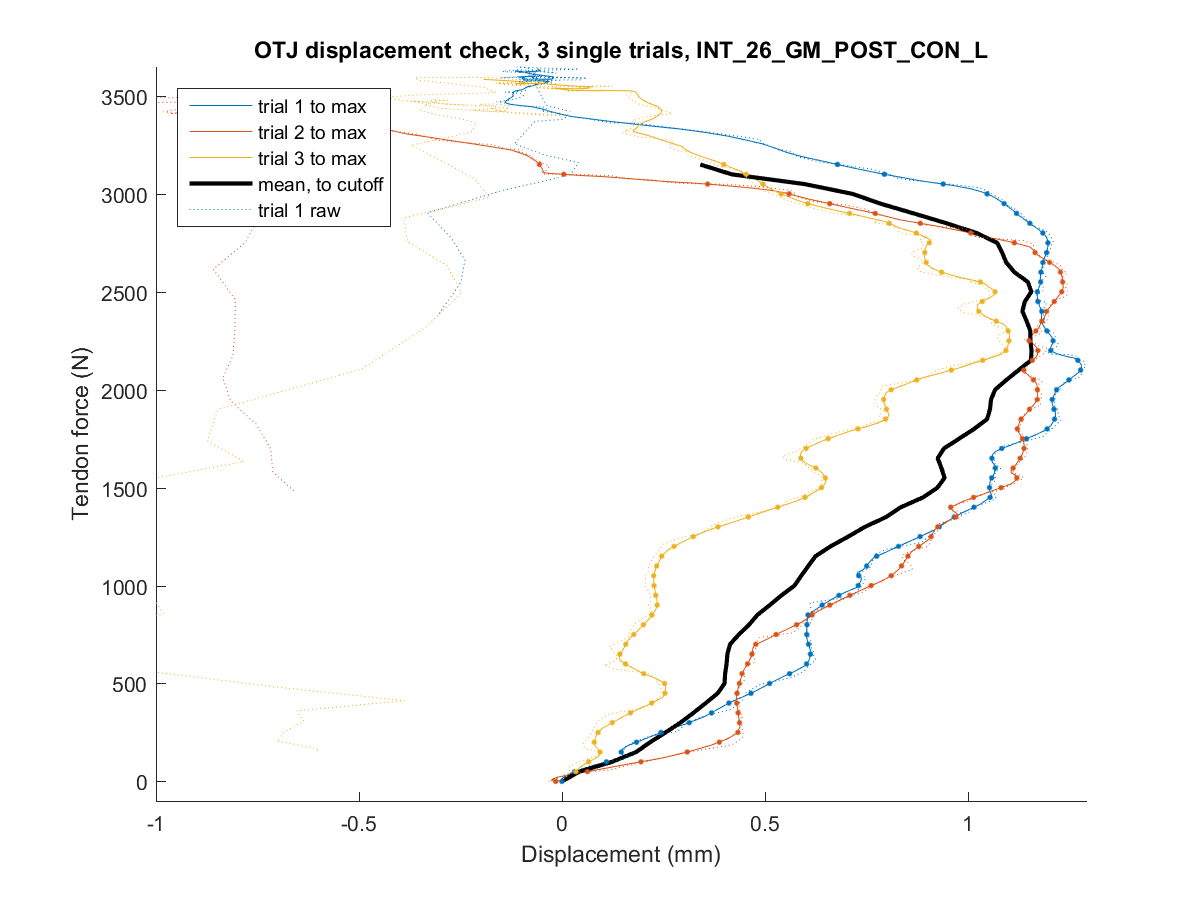 OTJ displacement check, 3 single trials, INT_26_GM_POST_CON_L
trial 1 to max
trial 2 to max
trial 3 to max
mean, to cutoff
trial 1 raw
3500
3000
2500
2000
1500
1000
500
0
Tendon force (N)
-1
-0.5
0
0.5
1
Displacement (mm)